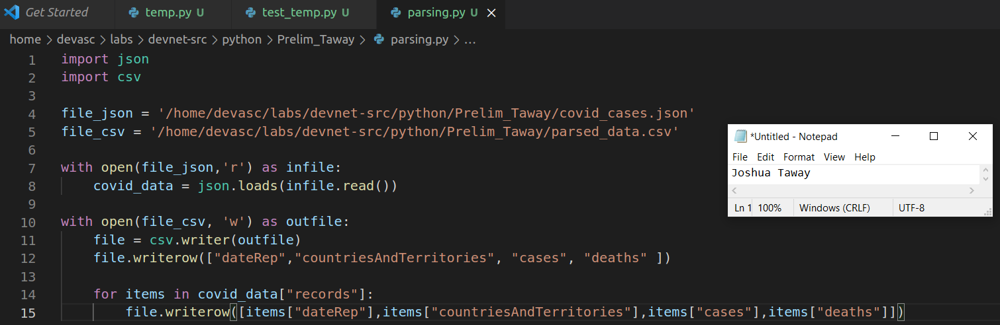 Get Started temp.py U test_temp.py U parsing.py U
home > devasc > labs > devnet-src > python > Prelim_Taway > parsing.py > ...
1 import json
2 import csv
3
4 file_json = '/home/devasc/labs/devnet-src/python/Prelim_Taway/covid_cases.json'
5 file_csv = '/home/devasc/labs/devnet-src/python/Prelim_Taway/parsed_data.csv'
6
7 with open(file_json,'r') as infile:
8     covid_data = json.loads(infile.read())
9
10 with open(file_csv, 'w') as outfile:
11     file = csv.writer(outfile)
12     file.writerow(["dateRep","countriesAndTerritories", "cases", "deaths" ])
13
14     for items in covid_data["records"]:
15         file.writerow([items["dateRep"],items["countriesAndTerritories"],items["cases"],items["deaths"]])
*Untitled - Notepad
File Edit Format View Help
Joshua Taway
Ln 1 100% Windows (CRLF) UTF-8